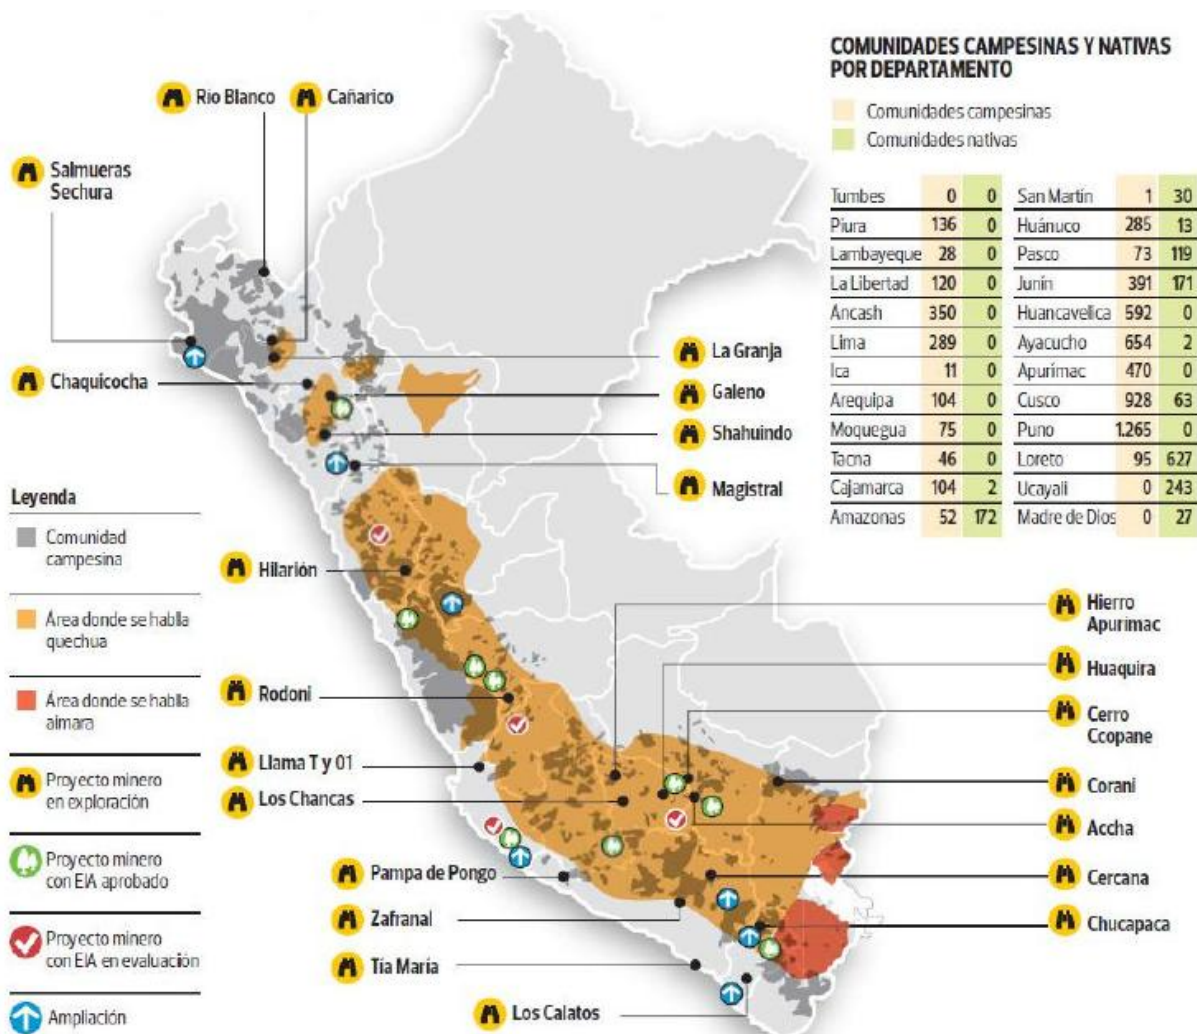 COMUNIDADES CAMPESINAS Y NATIVAS
POR DEPARTAMENTO
Comunidades campesinas
Comunidades nativas
Tumbes 0 0
Piura 136 0
Lambayeque 28 0
La Libertad 120 0
Ancash 350 0
Lima 289 0
Ica 11 0
Arequipa 104 0
Moquegua 75 0
Tacna 46 0
Cajamarca 104 2
Amazonas 52 172
San Martín 1 30
Huánuco 285 13
Pasco 73 119
Junín 391 171
Huancavelica 592 0
Ayacucho 654 2
Apurímac 470 0
Cusco 928 63
Puno 1.265 0
Loreto 95 627
Ucayali 0 243
Madre de Dios 0 27
Río Blanco
Cañarico
Salmueras
Sechura
Chaquicocha
La Granja
Galeno
Shahuindo
Magistral
Leyenda
Comunidad
campesina
Área donde se habla
quechua
Área donde se habla
aimara
Proyecto minero
en exploración
Proyecto minero
con EIA aprobado
Proyecto minero
con EIA en evaluación
Ampliación
Hilarión
Rodoni
Llama T y 01
Los Chancas
Pampa de Pongo
Zafranal
Tía María
Los Calatos
Hierro
Apurímac
Huaquira
Cerro
Ccopane
Corani
Accha
Cercana
Chucapaca